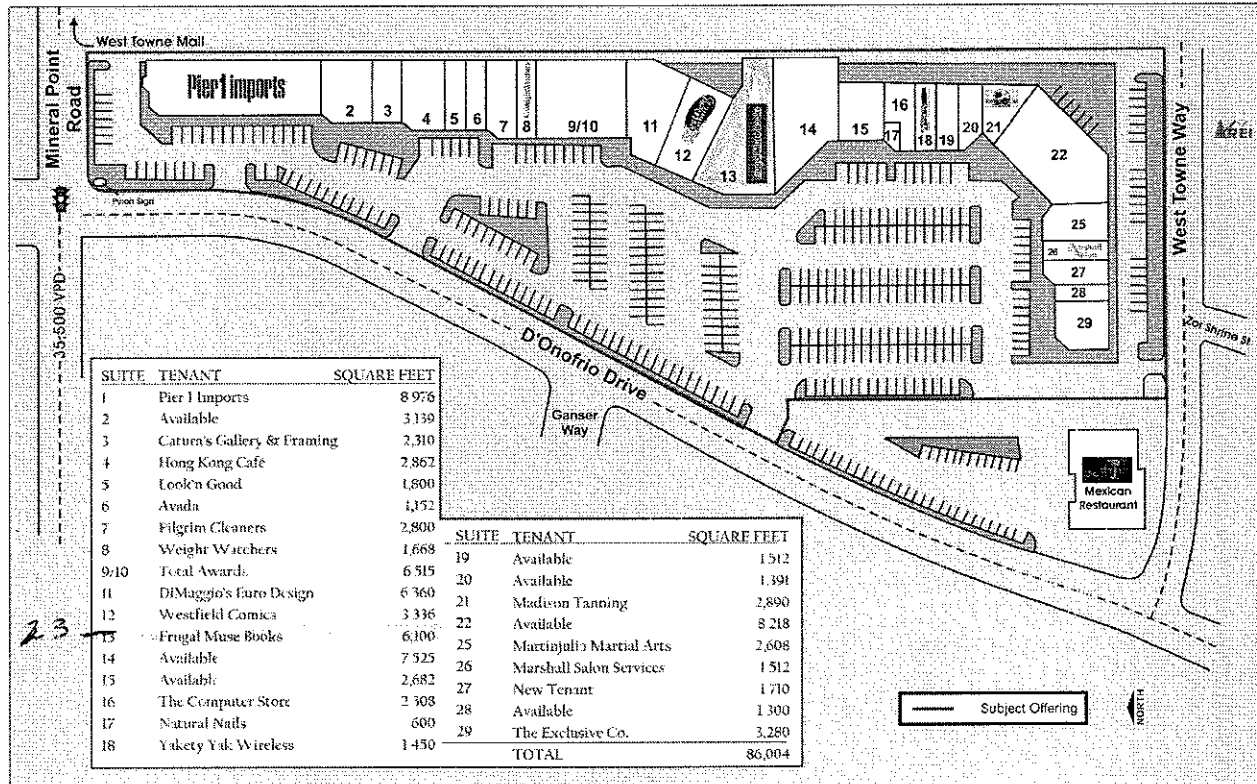 West Towne Mall
Mineral Point Road
Pier 1 imports
2
3
4
5
6
7
8
9/10
11
12
13
14
15
16
17
18
19
20
21
22
25
26
27
28
29
West Towne Way
Zor Shrine St
Pylon Sign
35,500 VPD
D'Onofrio Drive
Ganser Way
Mexican Restaurant
SUITE TENANT SQUARE FEET
1 Pier 1 Imports 8 976
2 Available 3,139
3 Caturn's Gallery & Framing 2,310
4 Hong Kong Café 2,862
5 Look'n Good 1,800
6 Avada 1,152
7 Pilgrim Cleaners 2,800
8 Weight Watchers 1,668
9/10 Total Awards 6 515
11 DiMaggio's Euro Design 6 360
12 Westfield Comics 3 336
23
13 Frugal Muse Books 6,100
14 Available 7 525
15 Available 2,682
16 The Computer Store 2 308
17 Natural Nails 600
18 Yakety Yak Wireless 1 450
SUITE TENANT SQUARE FEET
19 Available 1 512
20 Available 1,391
21 Madison Tanning 2,890
22 Available 8 218
25 Martinjulio Martial Arts 2,608
26 Marshall Salon Services 1 512
27 New Tenant 1 710
28 Available 1 300
29 The Exclusive Co. 3,280
TOTAL 86,004
Subject Offering
NORTH